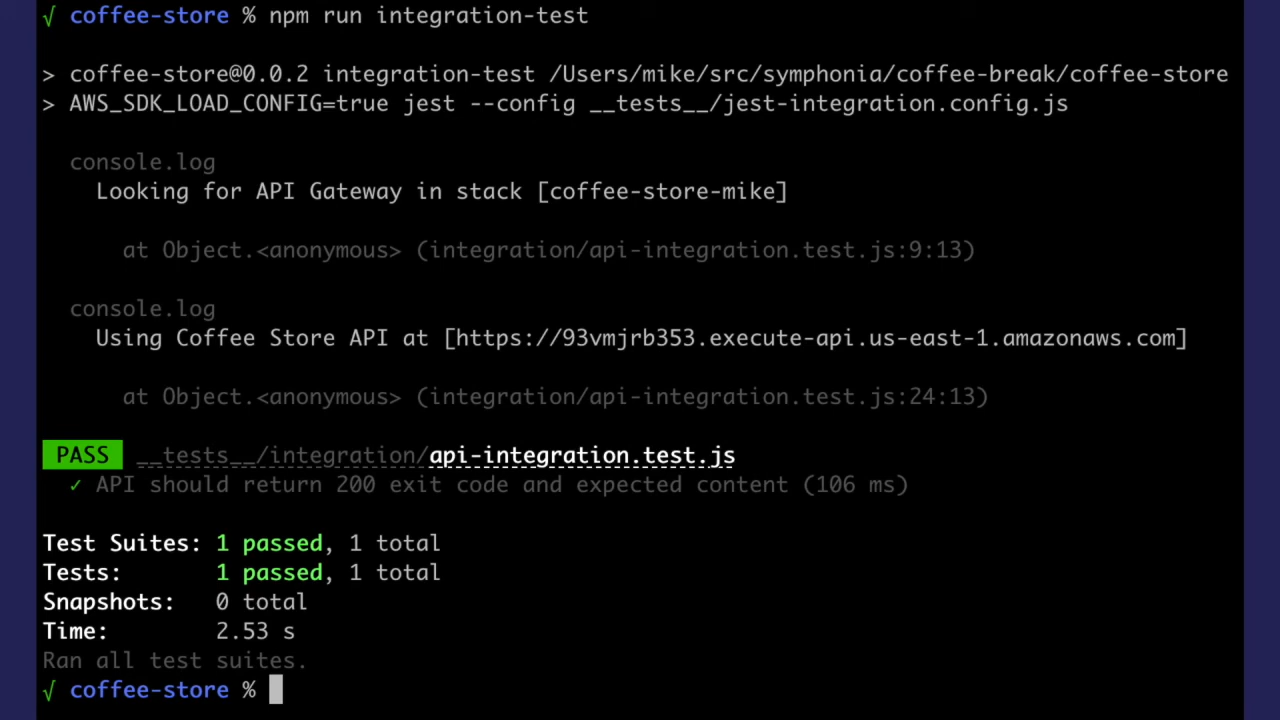 √ coffee-store % npm run integration-test
> coffee-store@0.0.2 integration-test /Users/mike/src/symphonia/coffee-break/coffee-store
> AWS_SDK_LOAD_CONFIG=true jest --config __tests__/jest-integration.config.js
console.log
Looking for API Gateway in stack [coffee-store-mike]
at Object.<anonymous> (integration/api-integration.test.js:9:13)
console.log
Using Coffee Store API at [https://93vmjrb353.execute-api.us-east-1.amazonaws.com]
at Object.<anonymous> (integration/api-integration.test.js:24:13)
PASS __tests__/integration/api-integration.test.js
✓ API should return 200 exit code and expected content (106 ms)
Test Suites: 1 passed, 1 total
Tests: 1 passed, 1 total
Snapshots: 0 total
Time: 2.53 s
Ran all test suites.
√ coffee-store %